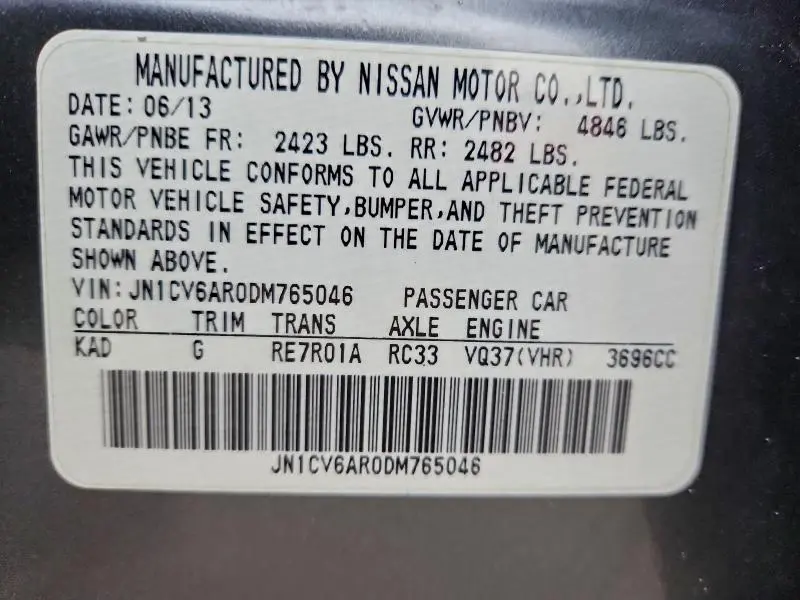 MANUFACTURED BY NISSAN MOTOR CO.,LTD.
DATE: 06/13 GVWR/PNBV: 4846 LBS.
GAWR/PNBE FR: 2423 LBS. RR: 2482 LBS.
THIS VEHICLE CONFORMS TO ALL APPLICABLE FEDERAL
MOTOR VEHICLE SAFETY,BUMPER,AND THEFT PREVENTION
STANDARDS IN EFFECT ON THE DATE OF MANUFACTURE
SHOWN ABOVE.
VIN:JN1CV6AR0DM765046 PASSENGER CAR
COLOR TRIM TRANS AXLE ENGINE
KAD G RE7R01A RC33 VQ37(VHR) 3696CC
JN1CV6AR0DM765046